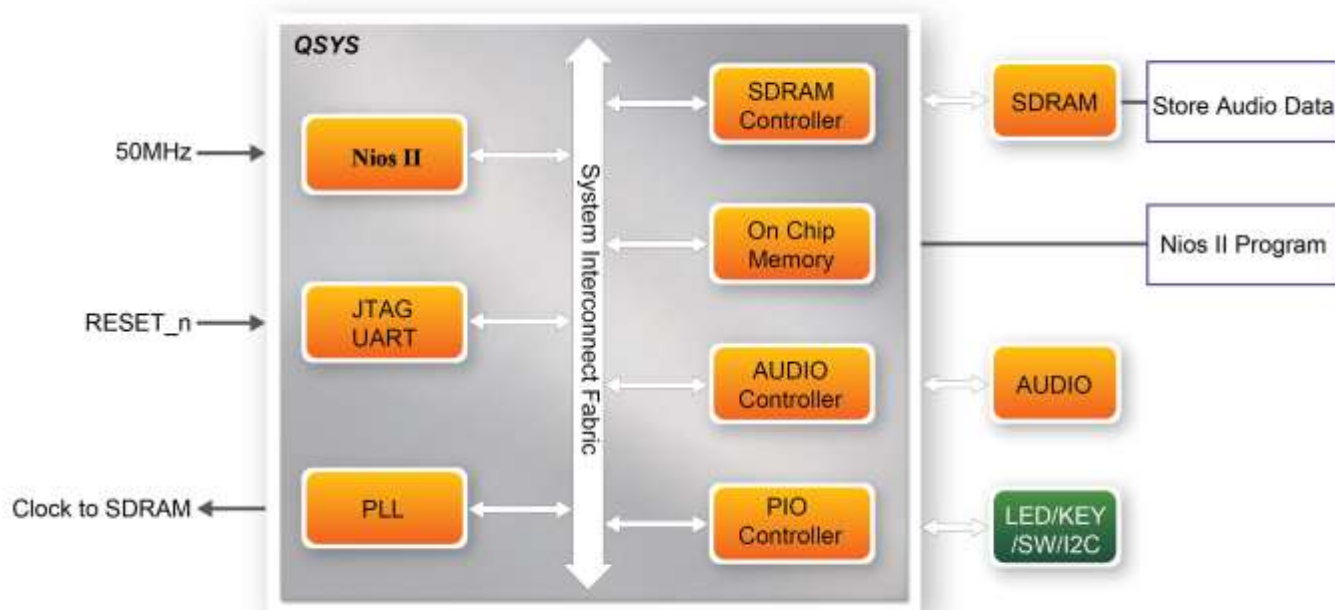 QSYS
50MHz
RESET_n
Clock to SDRAM
Nios II
JTAG
UART
PLL
System Interconnect Fabric
SDRAM
Controller
On Chip
Memory
AUDIO
Controller
PIO
Controller
SDRAM
Store Audio Data
Nios II Program
AUDIO
LED/KEY
/SW/I2C